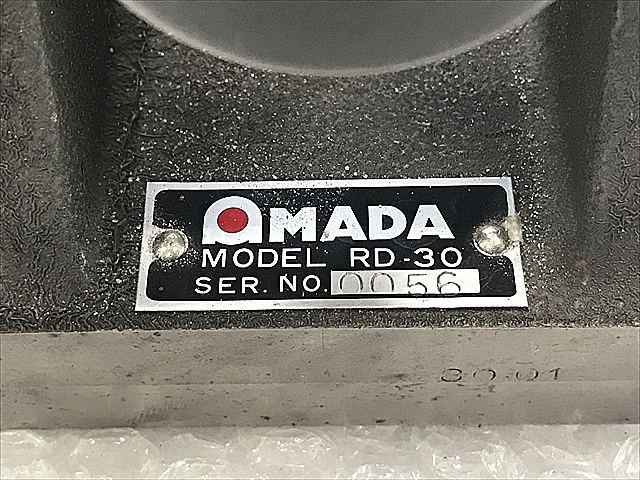 AMADA
MODEL RD-30
SER. NO. 0056
30.01